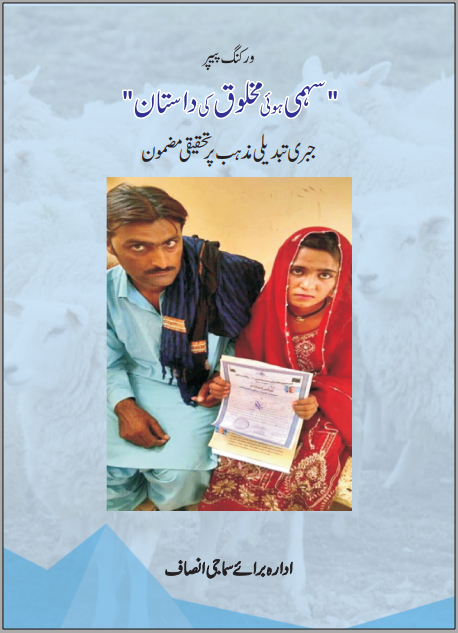 ورکنگ پیپر
"سہمی ہوئی مخلوق کی داستان"
جبری تبدیلی مذہب پر تحقیقی مضمون
ادارہ برائے سماجی انصاف